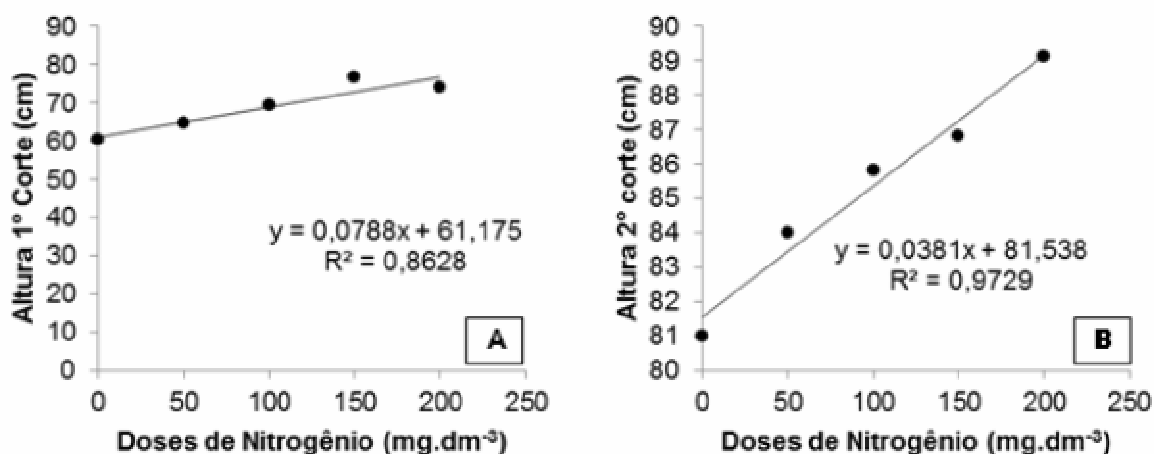 Altura 1º Corte (cm)
90
80
70
60
50
40
30
20
10
0
y = 0,0788x + 61,175
R² = 0,8628
A
0 50 100 150 200 250
Doses de Nitrogênio (mg.dm⁻³)
Altura 2º corte (cm)
90
89
88
87
86
85
84
83
82
81
80
y = 0,0381x + 81,538
R² = 0,9729
B
0 50 100 150 200 250
Doses de Nitrogênio (mg.dm⁻³)